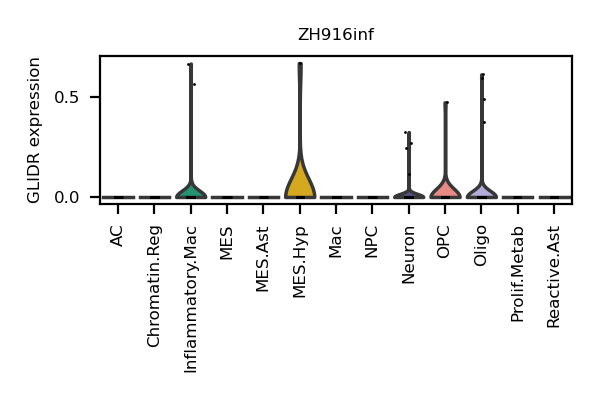 ZH916inf
GLIDR expression
0.5
0.0
AC
Chromatin.Reg
Inflammatory.Mac
MES
MES.Ast
MES.Hyp
Mac
NPC
Neuron
OPC
Oligo
Prolif.Metab
Reactive.Ast